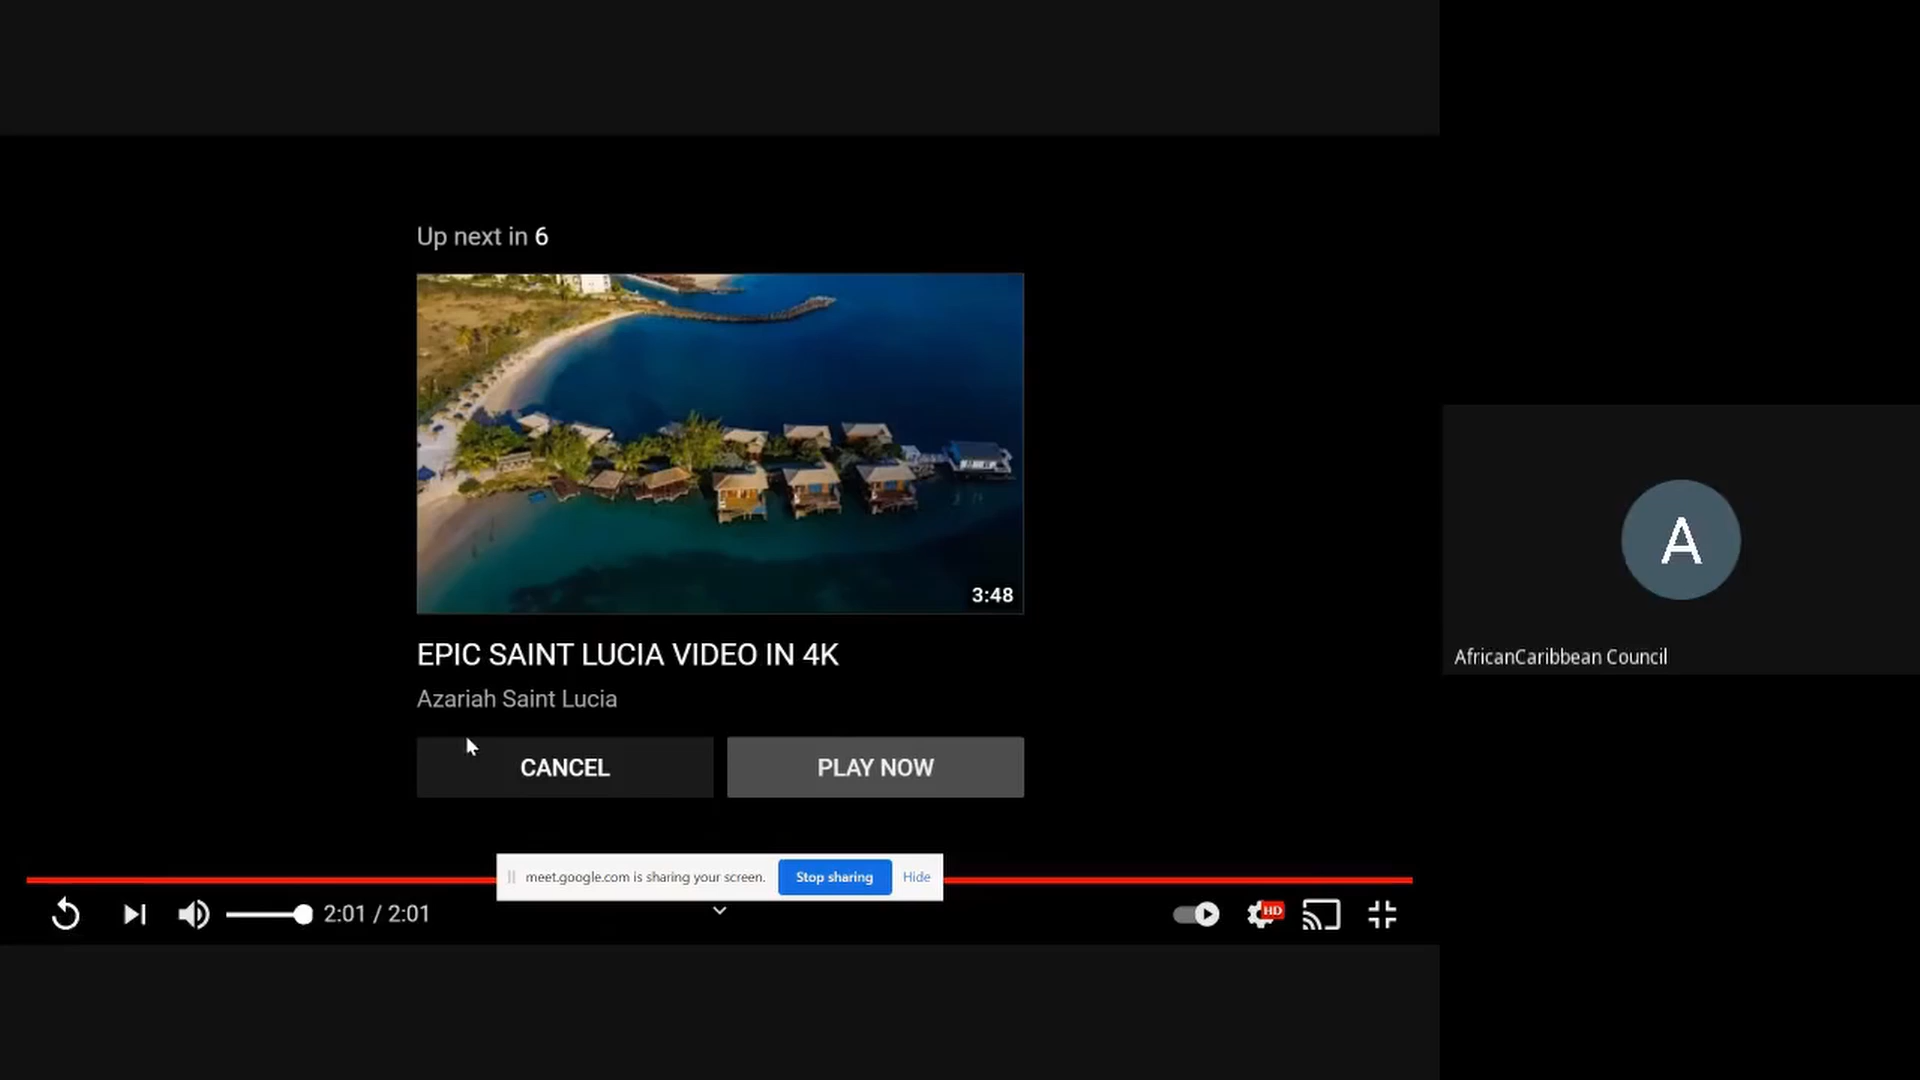 Up next in 6
3:48
EPIC SAINT LUCIA VIDEO IN 4K
Azariah Saint Lucia
CANCEL
PLAY NOW
meet.google.com is sharing your screen.
Stop sharing
Hide
2:01 / 2:01
HD
A
AfricanCaribbean Council